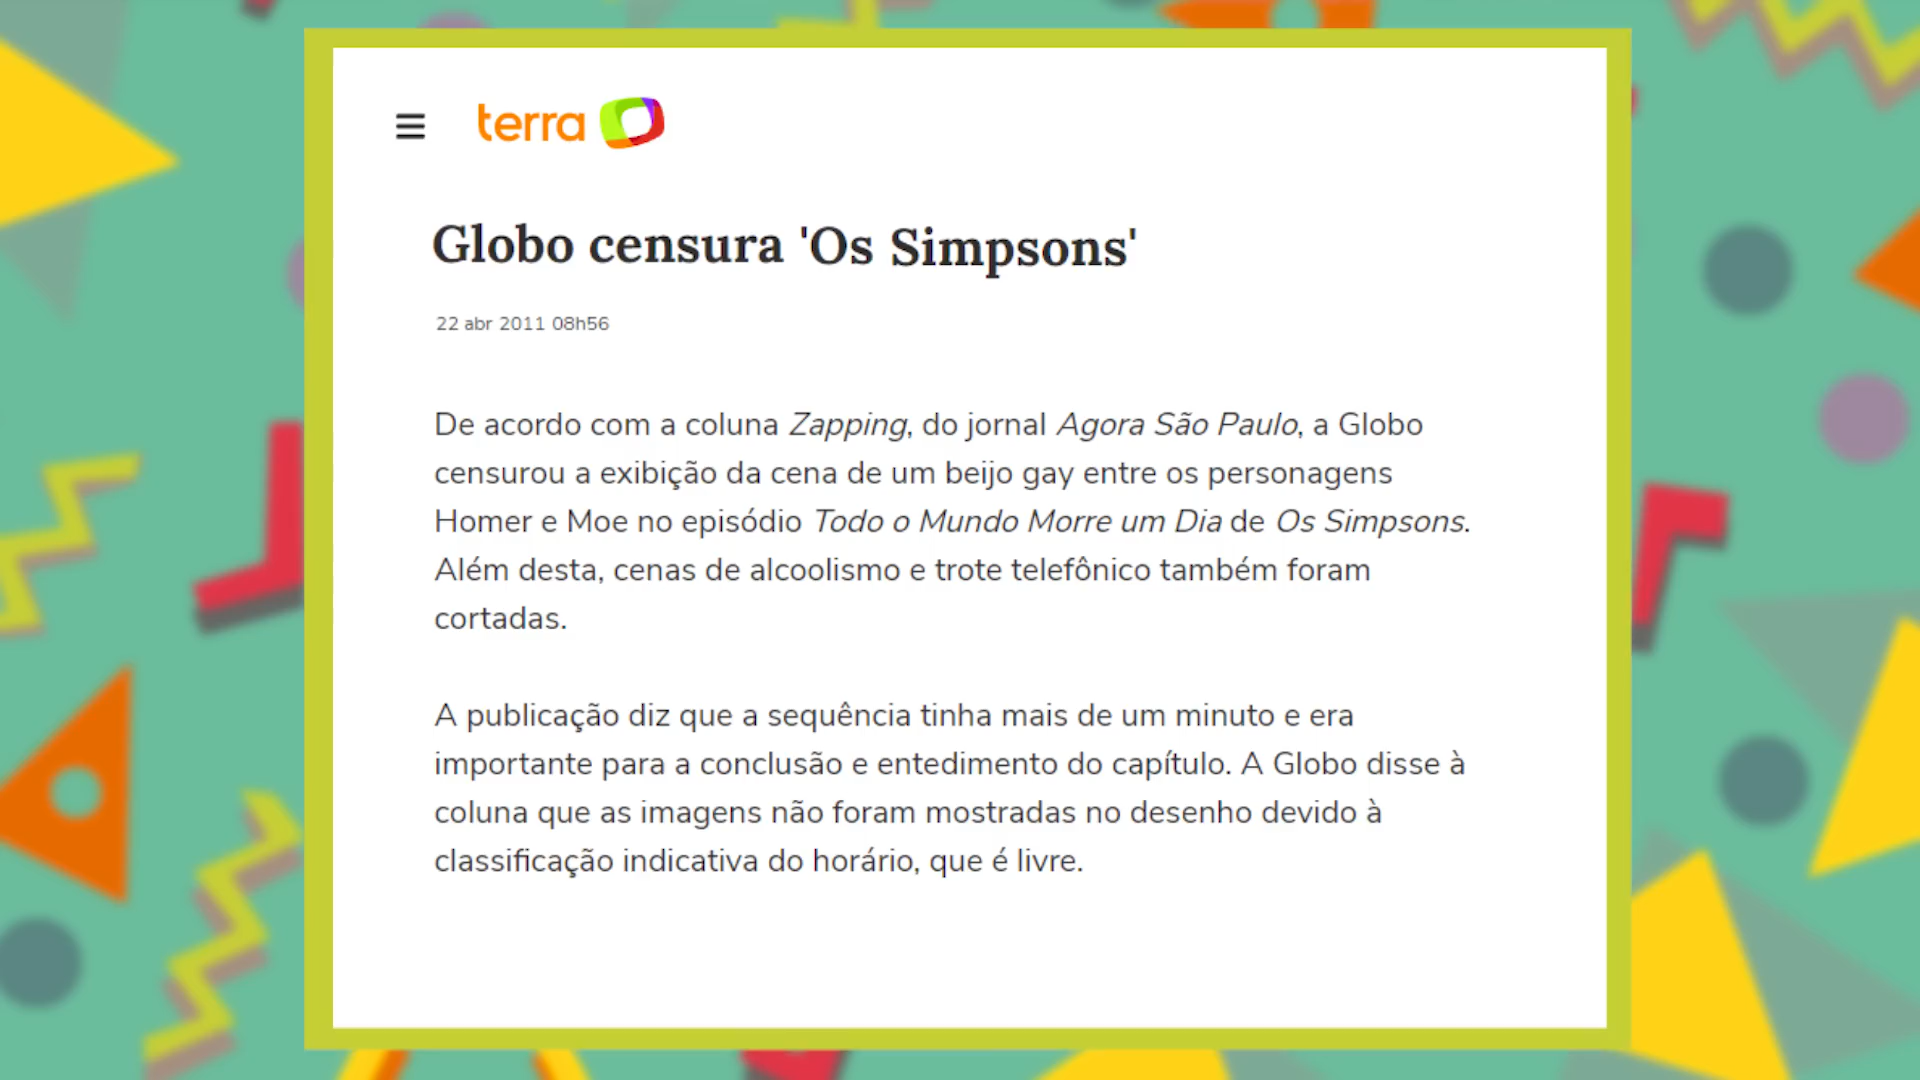 terra
Globo censura 'Os Simpsons'
22 abr 2011 08h56
De acordo com a coluna Zapping, do jornal Agora São Paulo, a Globo
censurou a exibição da cena de um beijo gay entre os personagens
Homer e Moe no episódio Todo o Mundo Morre um Dia de Os Simpsons.
Além desta, cenas de alcoolismo e trote telefônico também foram
cortadas.
A publicação diz que a sequência tinha mais de um minuto e era
importante para a conclusão e entedimento do capítulo. A Globo disse à
coluna que as imagens não foram mostradas no desenho devido à
classificação indicativa do horário, que é livre.